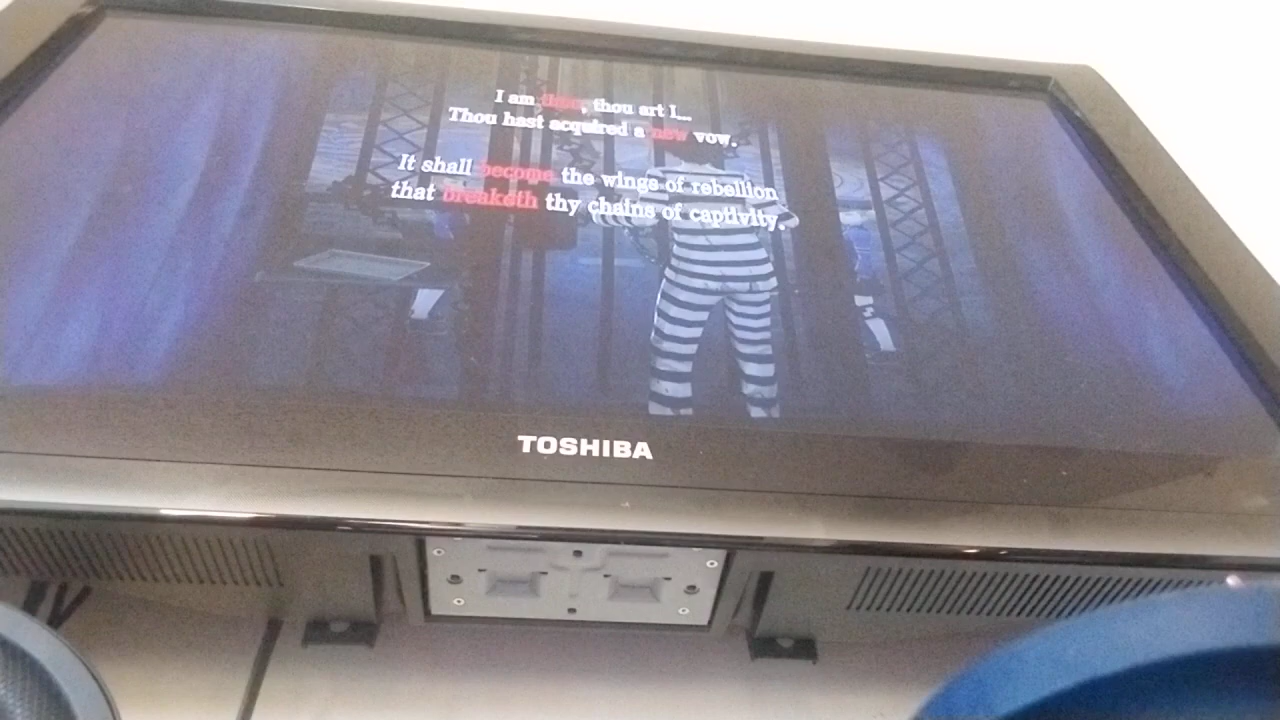 I am thou, thou art I...
Thou hast acquired a new vow.
It shall become the wings of rebellion
that breaketh thy chains of captivity.
TOSHIBA